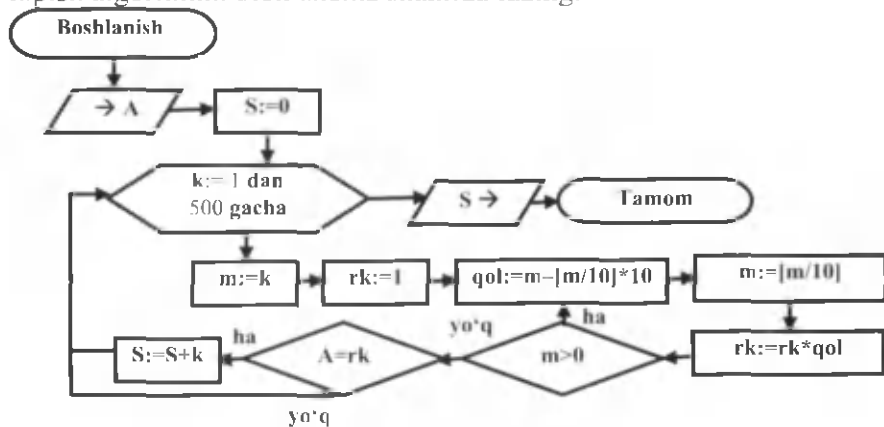 Boshlanish
→ A
S:=0
k:= 1 dan
500 gacha
S →
Tamom
m:=k
rk:=1
qol:=m–[m/10]*10
m:=[m/10]
ha
yo‘q
ha
S:=S+k
A=rk
m>0
rk:=rk*qol
yo‘q